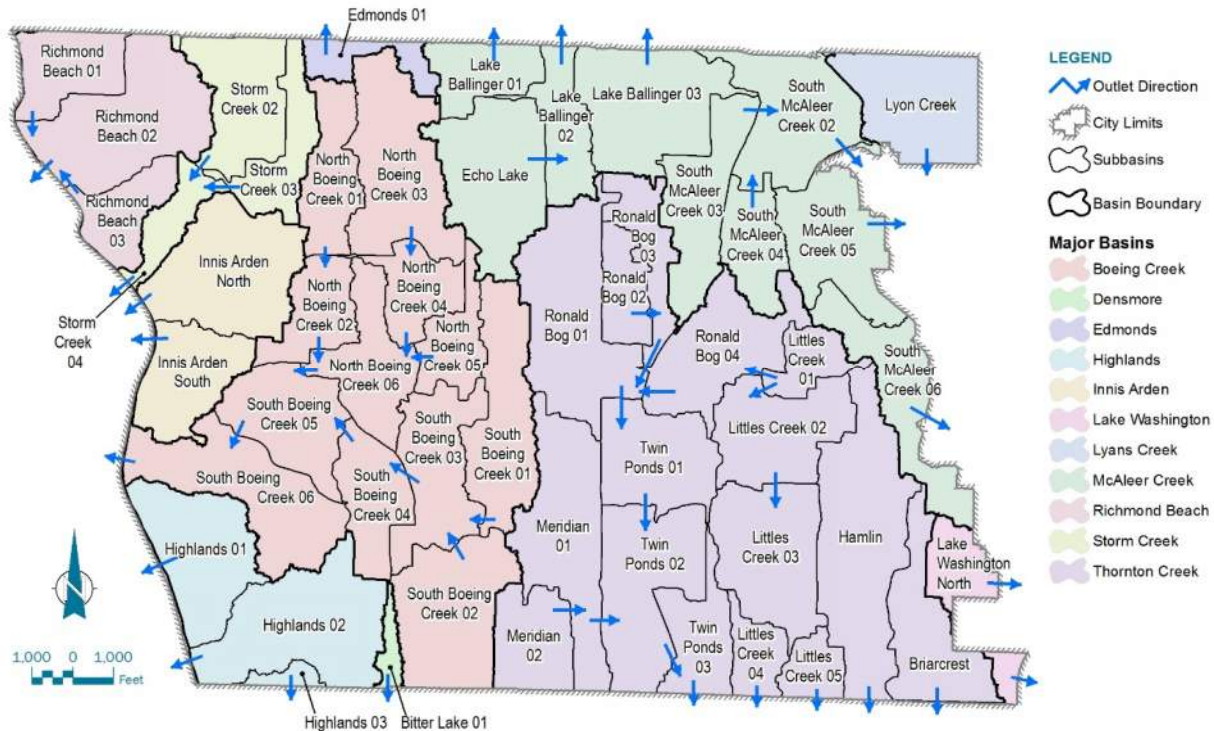 Edmonds 01
Richmond
Beach 01
Storm
Creek 02
Lake
Ballinger 01
Lake
Ballinger
02
Lake Ballinger 03
South
McAleer
Creek 02
Lyon Creek
Richmond
Beach 02
Storm
Creek 03
North
Boeing
Creek 01
North
Boeing
Creek 03
Echo Lake
South
McAleer
Creek 03
South
McAleer
Creek 04
South
McAleer
Creek 05
Richmond
Beach
03
Ronald
Bog
03
Innis Arden
North
North
Boeing
Creek 04
Ronald
Bog 02
Storm
Creek
04
North
Boeing
Creek 02
Ronald
Bog 01
Ronald
Bog 04
Littles
Creek
01
North
Boeing
Creek 05
Innis Arden
South
North Boeing
Creek 06
South
McAleer
Creek 06
South Boeing
Creek 05
South
Boeing
Creek
03
South
Boeing
Creek
01
Littles Creek 02
Twin
Ponds 01
South Boeing
Creek 06
South
Boeing
Creek 04
Highlands 01
Meridian
01
Twin
Ponds 02
Littles
Creek 03
Hamlin
Lake
Washington
North
South Boeing
Creek 02
Highlands 02
Meridian
02
Twin
Ponds
03
Littles
Creek
04
Littles
Creek 05
Briarcrest
Highlands 03
Bitter Lake 01
N
1,000 0 1,000
Feet
LEGEND
Outlet Direction
City Limits
Subbasins
Basin Boundary
Major Basins
Boeing Creek
Densmore
Edmonds
Highlands
Innis Arden
Lake Washington
Lyans Creek
McAleer Creek
Richmond Beach
Storm Creek
Thornton Creek